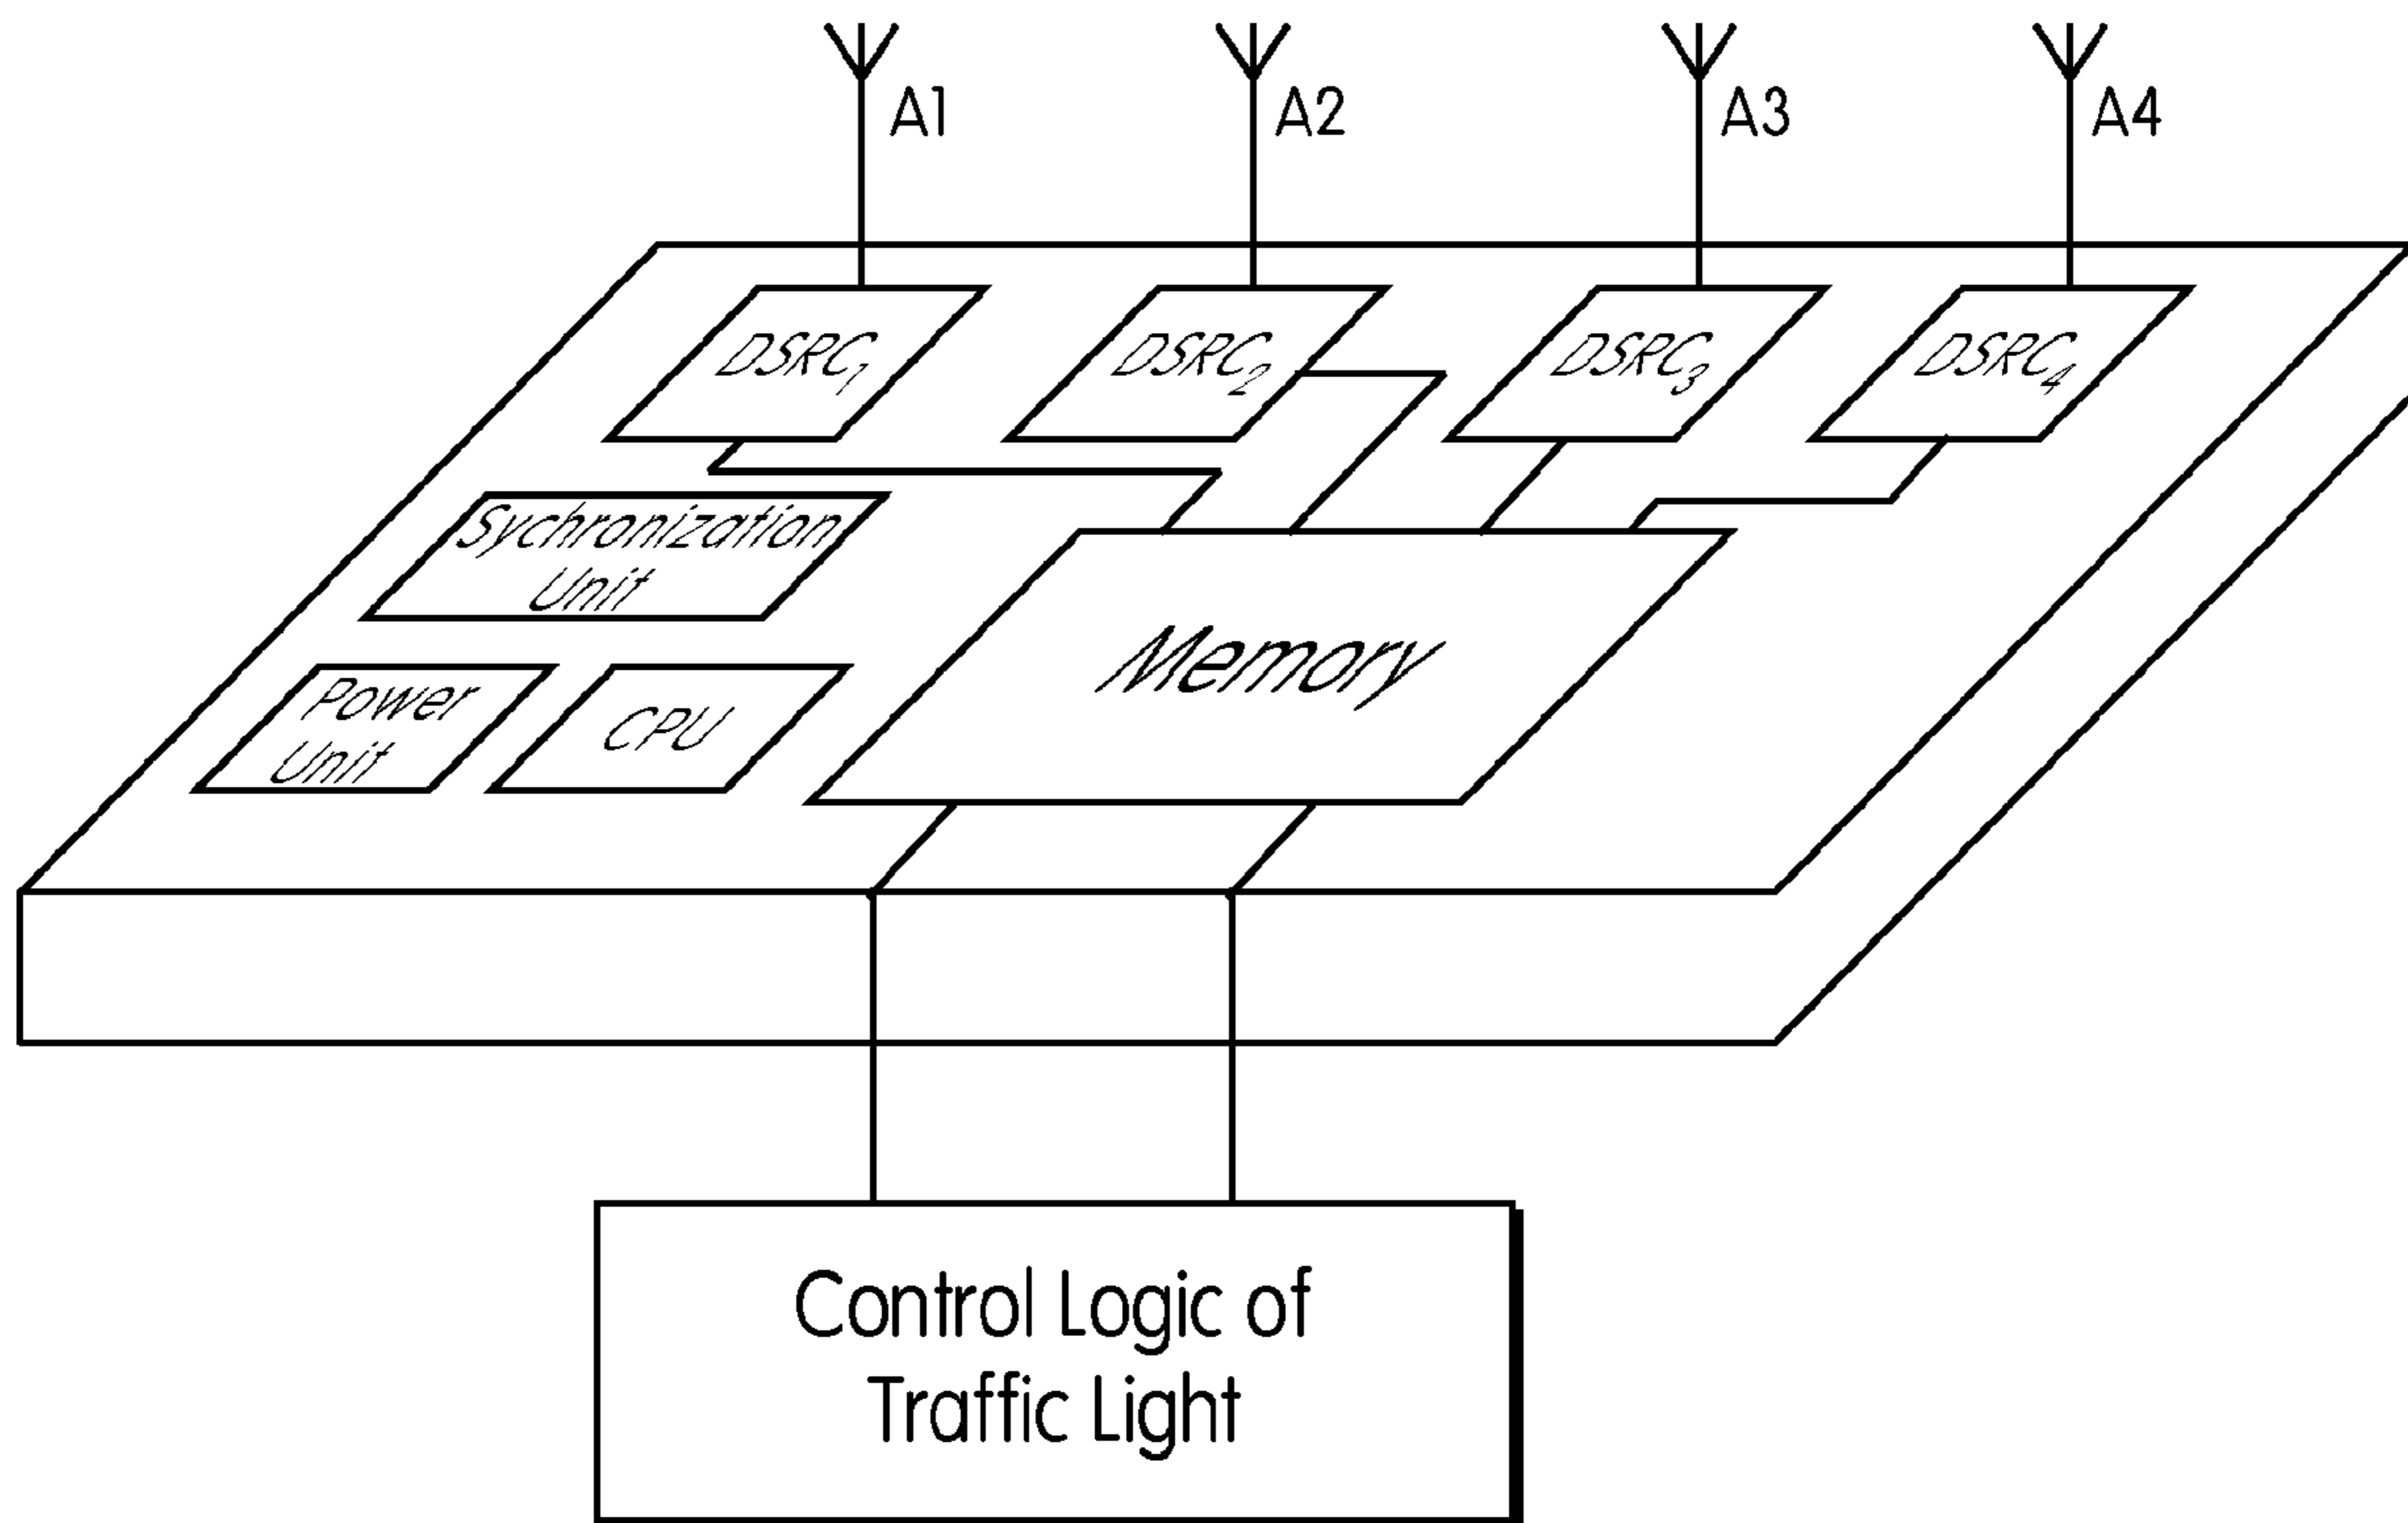 A1
A2
A3
A4
DSRC1
DSRC2
DSRC3
DSRC4
Sychronization
Unit
Power
Unit
CPU
Memory
Control Logic of
Traffic Light